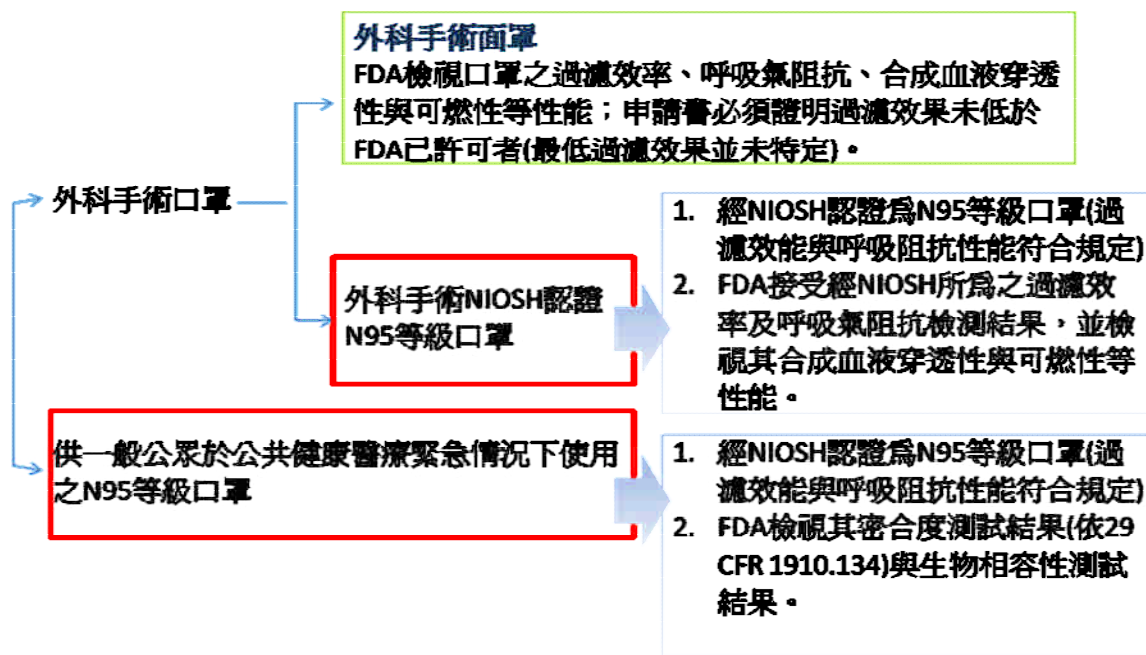 外科手術面罩
FDA檢視口罩之過濾效率、呼吸氣阻抗、合成血液穿透
性與可燃性等性能；申請書必須證明過濾效果未低於
FDA已許可者(最低過濾效果並未特定)。
外科手術口罩
外科手術NIOSH認證
N95等級口罩
1. 經NIOSH認證爲N95等級口罩(過
濾效能與呼吸阻抗性能符合規定)
2. FDA接受經NIOSH所爲之過濾效
率及呼吸氣阻抗檢測結果，並檢
視其合成血液穿透性與可燃性等
性能。
供一般公眾於公共健康醫療緊急情況下使用
之N95等級口罩
1. 經NIOSH認證爲N95等級口罩(過
濾效能與呼吸阻抗性能符合規定)
2. FDA檢視其密合度測試結果(依29
CFR 1910.134)與生物相容性測試
結果。